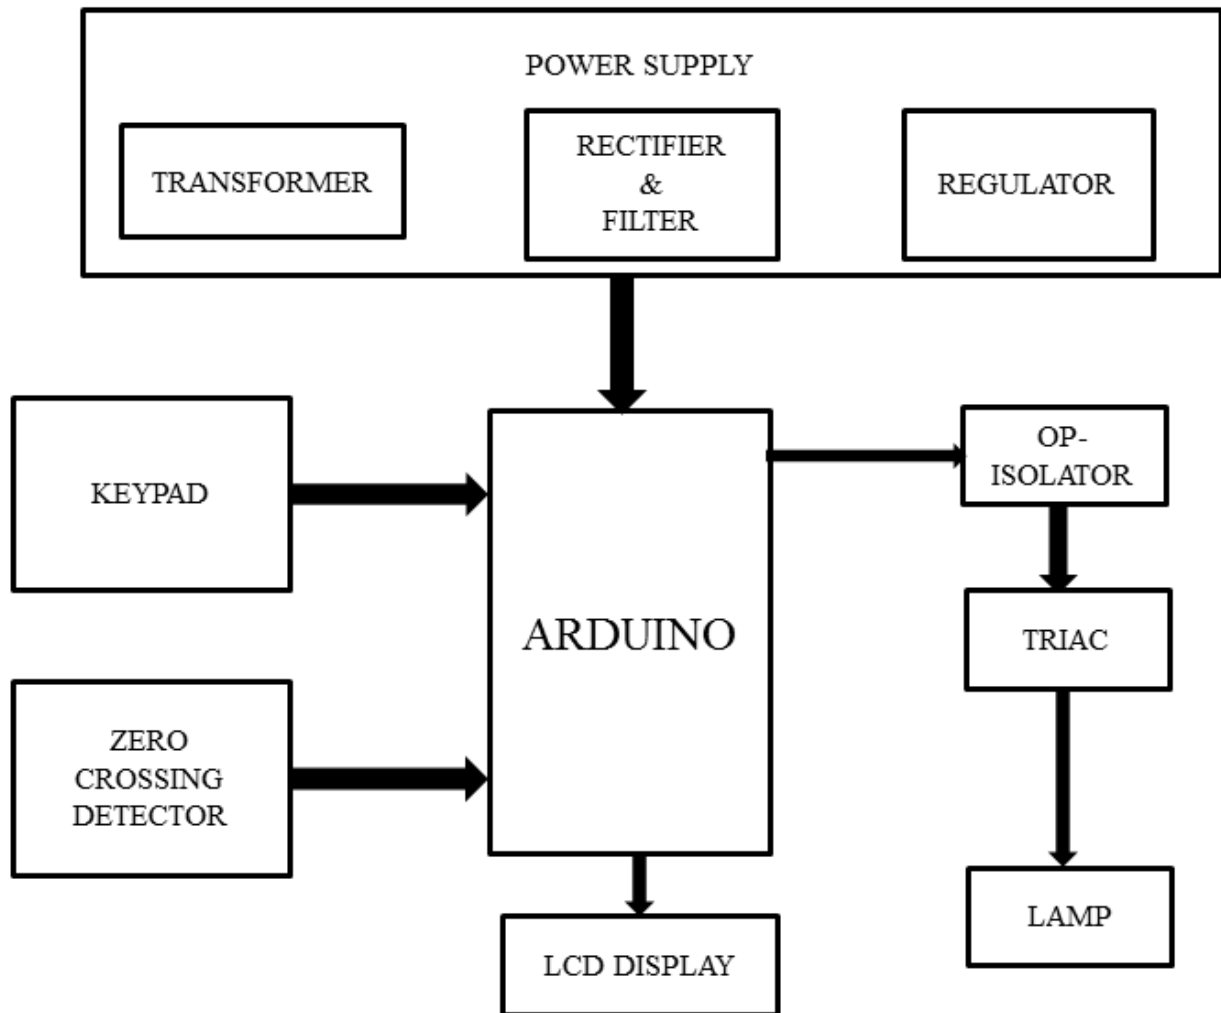 POWER SUPPLY
TRANSFORMER
RECTIFIER
&
FILTER
REGULATOR
KEYPAD
ZERO
CROSSING
DETECTOR
ARDUINO
OP-
ISOLATOR
TRIAC
LAMP
LCD DISPLAY